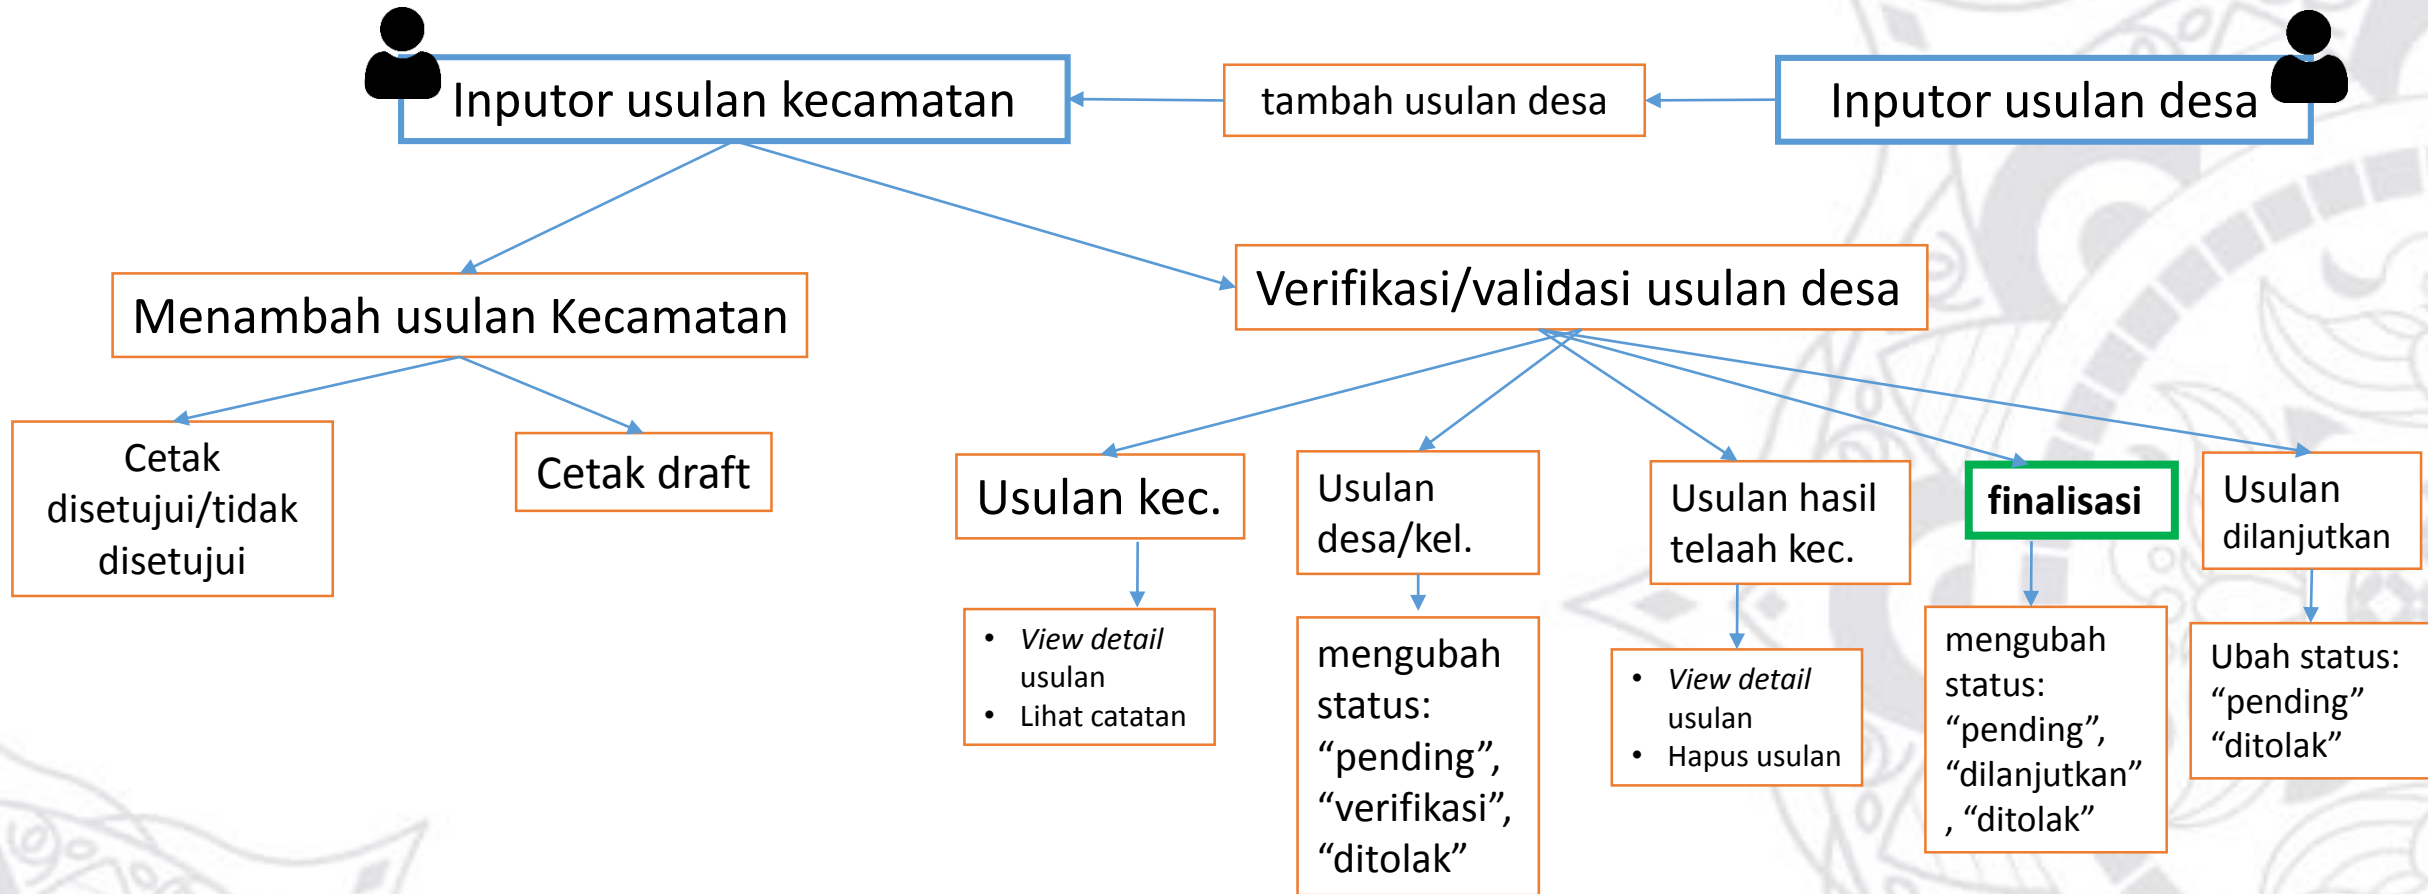 Inputor usulan kecamatan
tambah usulan desa
Inputor usulan desa
Menambah usulan Kecamatan
Verifikasi/validasi usulan desa
Cetak
disetujui/tidak
disetujui
Cetak draft
Usulan kec.
Usulan
desa/kel.
Usulan hasil
telaah kec.
finalisasi
Usulan
dilanjutkan
• View detail
usulan
• Lihat catatan
mengubah
status:
“pending”,
“verifikasi”,
“ditolak”
• View detail
usulan
• Hapus usulan
mengubah
status:
“pending”,
“dilanjutkan”
, “ditolak”
Ubah status:
“pending”
“ditolak”